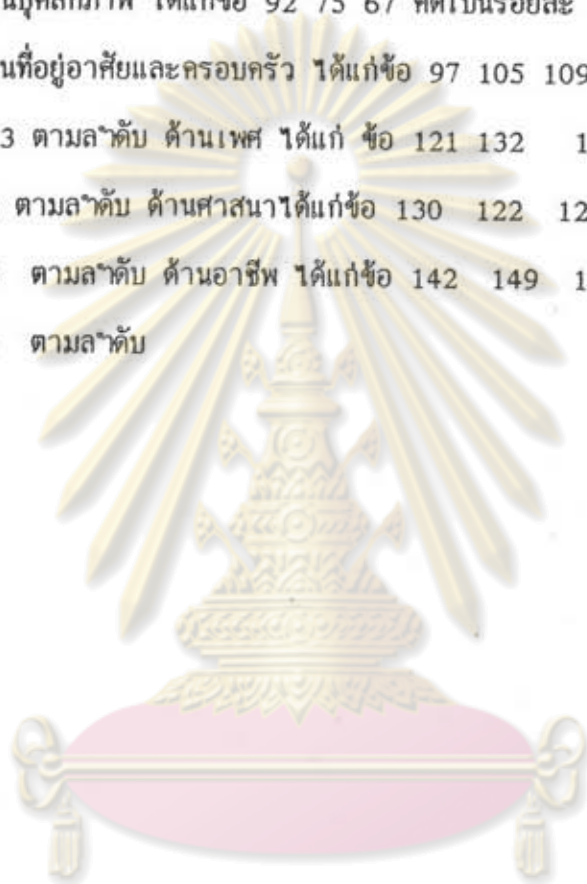 นบุคลิกภาพ ได้แก่ข้อ 92 75 67 คิดเป็นร้อยละ
นที่อยู่อาศัยและครอบครัว ได้แก่ข้อ 97 105 109
3 ตามลำดับ ด้านเพศ ได้แก่ ข้อ 121 132 1
ตามลำดับ ด้านศาสนาได้แก่ข้อ 130 122 12
ตามลำดับ ด้านอาชีพ ได้แก่ข้อ 142 149 1
ตามลำดับ